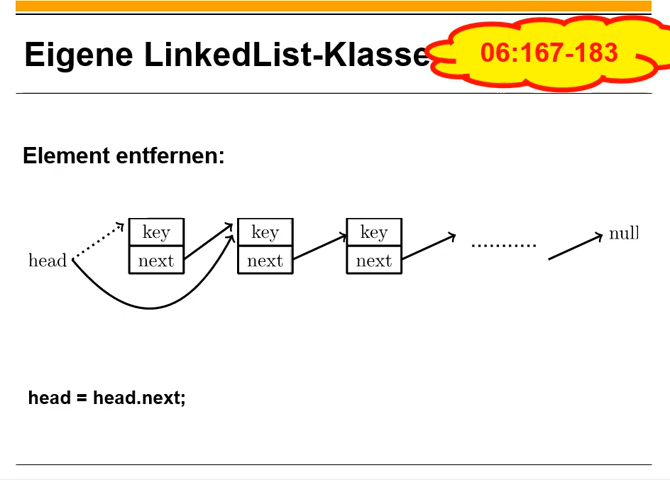 Eigene LinkedList-Klasse
06:167-183
Element entfernen:
key key key
null
head next next next
head = head.next;